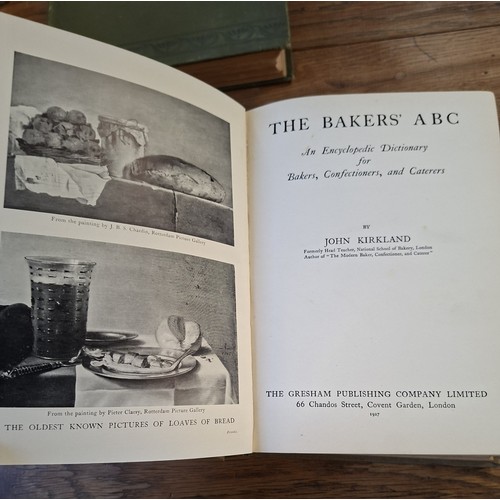 From the painting by J. B. S. Chardin, Rotterdam Picture Gallery
From the painting by Pieter Claesy, Rotterdam Picture Gallery
THE OLDEST KNOWN PICTURES OF LOAVES OF BREAD
THE BAKERS' ABC
An Encyclopedic Dictionary
for
Bakers, Confectioners, and Caterers
BY
JOHN KIRKLAND
Formerly Head Teacher, National School of Bakery, London
Author of "The Modern Baker, Confectioner, and Caterer"
THE GRESHAM PUBLISHING COMPANY LIMITED
66 Chandos Street, Covent Garden, London
1927